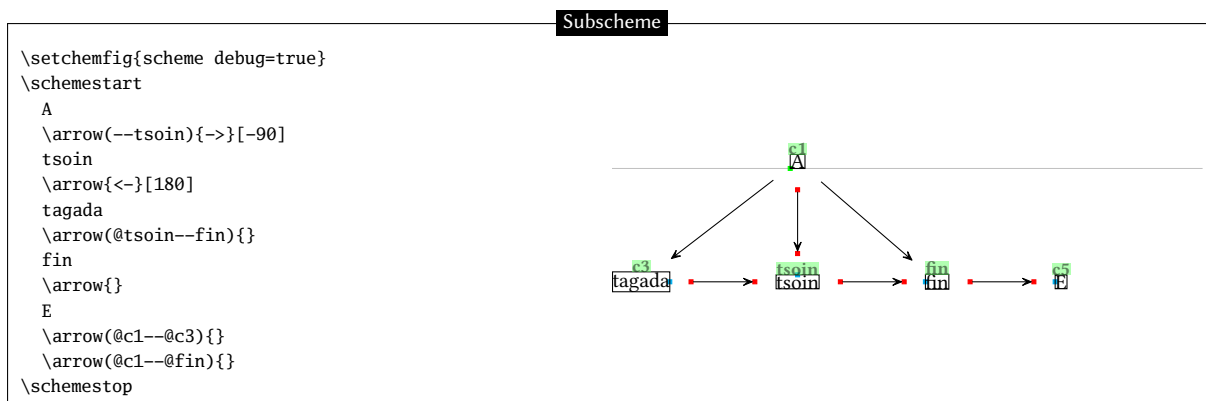 Subscheme
\setchemfig{scheme debug=true}
\schemestart
A
\arrow(--tsoin){->}[-90]
tsoin
\arrow{<-}[180]
tagada
\arrow(@tsoin--fin){}
fin
\arrow{}
E
\arrow(@c1--@c3){}
\arrow(@c1--@fin){}
\schemestop
c1
A
c3 tsoin fin c5
tagada tsoin fin E